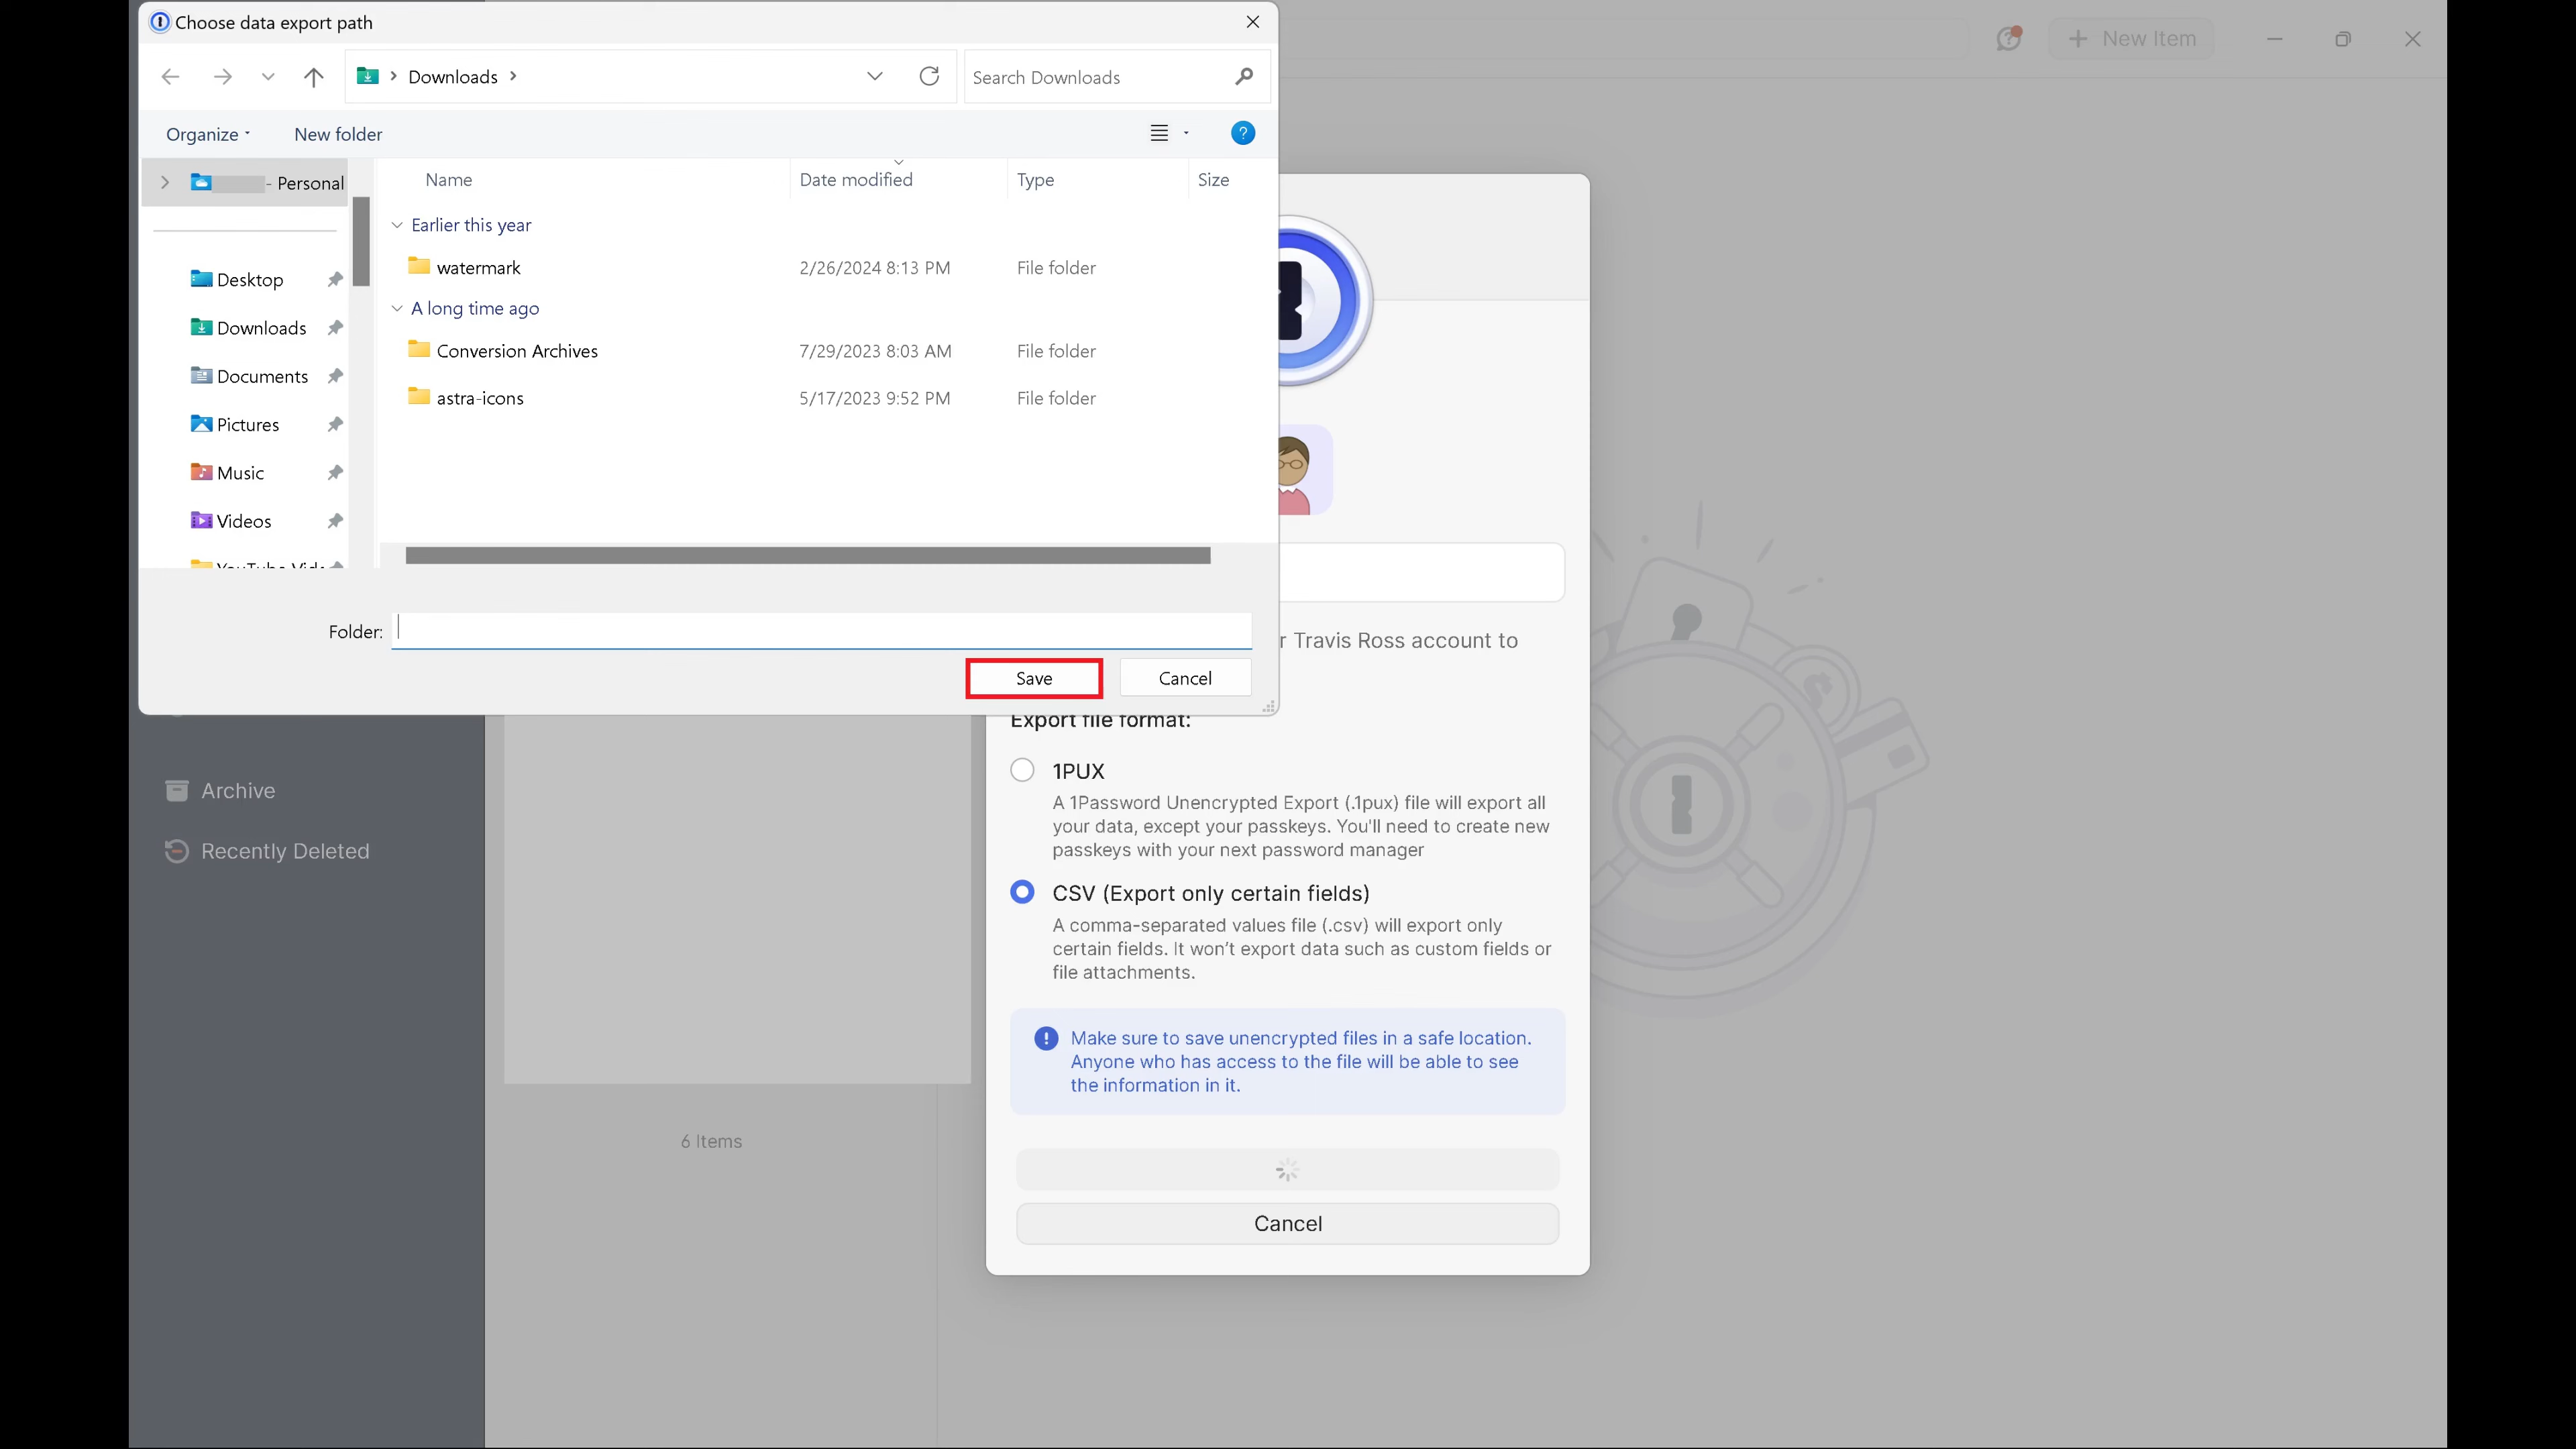 Choose data export path
New Item
Downloads
Search Downloads
Organize
New folder
- Personal
Desktop
Downloads
Documents
Pictures
Music
Videos
Name
Date modified
Type
Size
Earlier this year
watermark 2/26/2024 8:13 PM File folder
A long time ago
Conversion Archives 7/29/2023 8:03 AM File folder
astra-icons 5/17/2023 9:52 PM File folder
Folder:
Save
Cancel
Travis Ross account to
Export file format:
1PUX
A 1Password Unencrypted Export (.1pux) file will export all
your data, except your passkeys. You'll need to create new
passkeys with your next password manager
CSV (Export only certain fields)
A comma-separated values file (.csv) will export only
certain fields. It won't export data such as custom fields or
file attachments.
Make sure to save unencrypted files in a safe location.
Anyone who has access to the file will be able to see
the information in it.
Cancel
Archive
Recently Deleted
6 Items